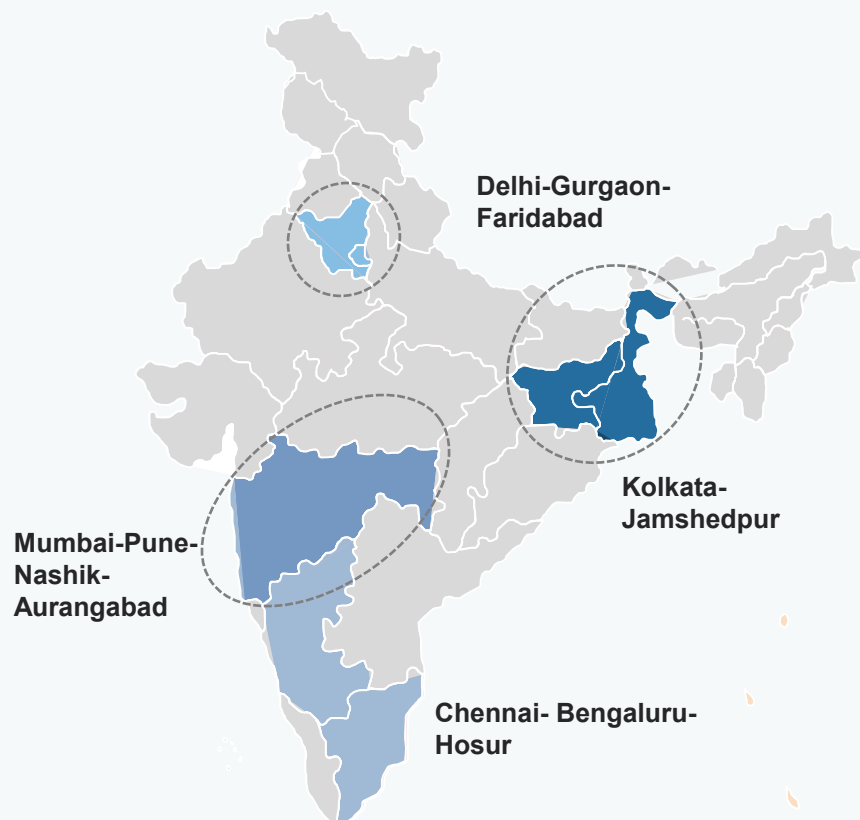 Delhi-Gurgaon-
Faridabad
Kolkata-
Jamshedpur
Mumbai-Pune-
Nashik-
Aurangabad
Chennai- Bengaluru-
Hosur